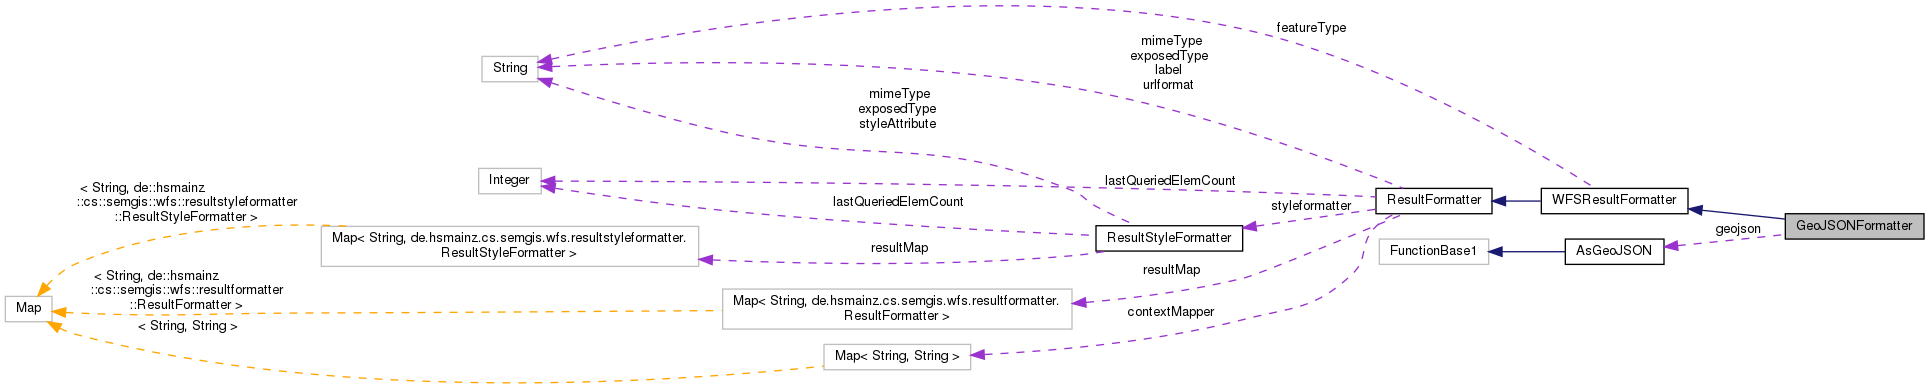 featureType
mimeType
exposedType
label
urlformat
String
mimeType
exposedType
styleAttribute
Integer
lastQueriedElemCount
< String, de::hsmainz
::cs::semgis::wfs::resultstyleformatter
::ResultStyleFormatter >
lastQueriedElemCount
styleformatter
ResultFormatter
WFSResultFormatter
GeoJSONFormatter
geojson
Map< String, de.hsmainz.cs.semgis.wfs.resultstyleformatter.
ResultStyleFormatter >
resultMap
ResultStyleFormatter
FunctionBase1
AsGeoJSON
< String, de::hsmainz
::cs::semgis::wfs::resultformatter
::ResultFormatter >
resultMap
Map
Map< String, de.hsmainz.cs.semgis.wfs.resultformatter.
ResultFormatter >
contextMapper
< String, String >
Map< String, String >